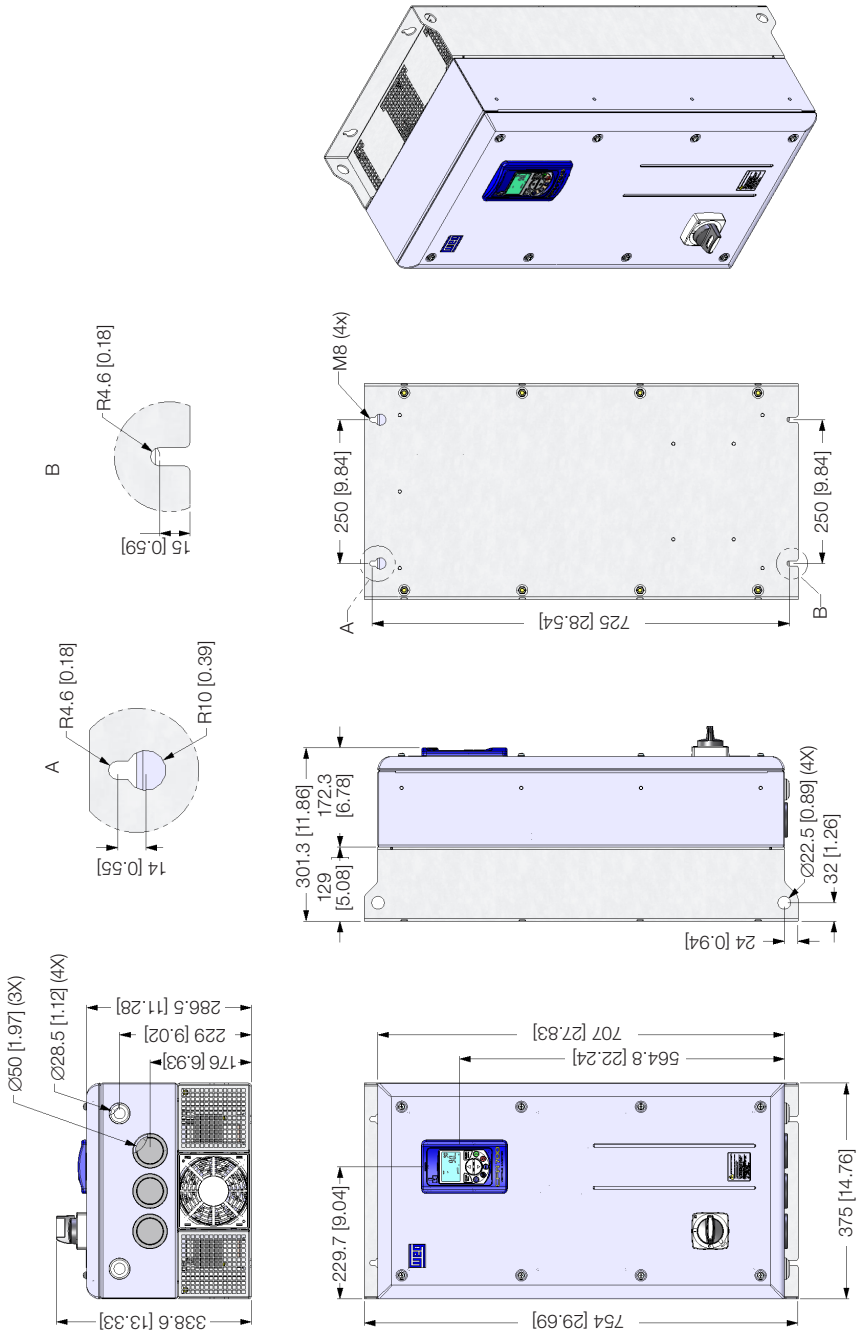 R4.6 [0.18]
B
15 [0.59]
M8 (4x)
250 [9.84]
A
725 [28.54]
250 [9.84]
B
R4.6 [0.18]
A
R10 [0.39]
14 [0.55]
301.3 [11.86]
172.3
[6.78]
129
[5.08]
Ø22.5 [0.89] (4X)
32 [1.26]
24 [0.94]
Ø50 [1.97] (3X)
Ø28.5 [1.12] (4X)
286.5 [11.28]
229 [9.02]
176 [6.93]
338.6 [13.33]
707 [27.83]
564.8 [22.24]
229.7 [9.04]
WEG
375 [14.76]
754 [29.69]